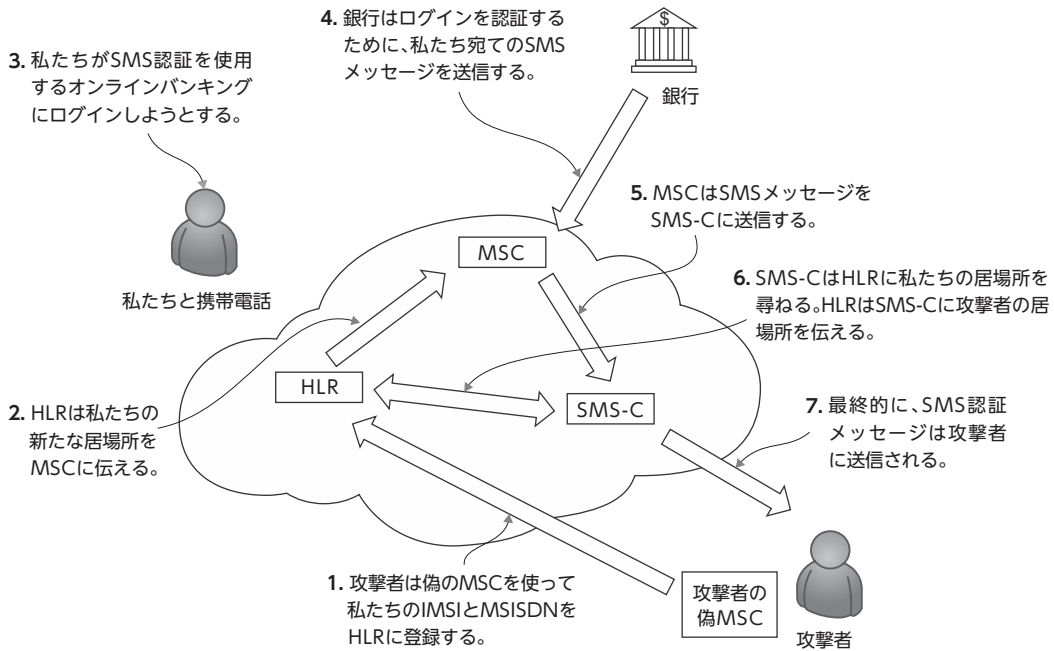 4. 銀行はログインを認証する
ために、私たち宛てのSMS
メッセージを送信する。
$
銀行
3. 私たちがSMS認証を使用
するオンラインバンキング
にログインしようとする。
私たちと携帯電話
5. MSCはSMSメッセージを
SMS-Cに送信する。
MSC
6. SMS-CはHLRに私たちの居場所を
尋ねる。HLRはSMS-Cに攻撃者の居
場所を伝える。
HLR
SMS-C
2. HLRは私たちの
新たな居場所を
MSCに伝える。
7. 最終的に、SMS認証
メッセージは攻撃者
に送信される。
1. 攻撃者は偽のMSCを使って
私たちのIMSIとMSISDNを
HLRに登録する。
攻撃者の
偽MSC
攻撃者